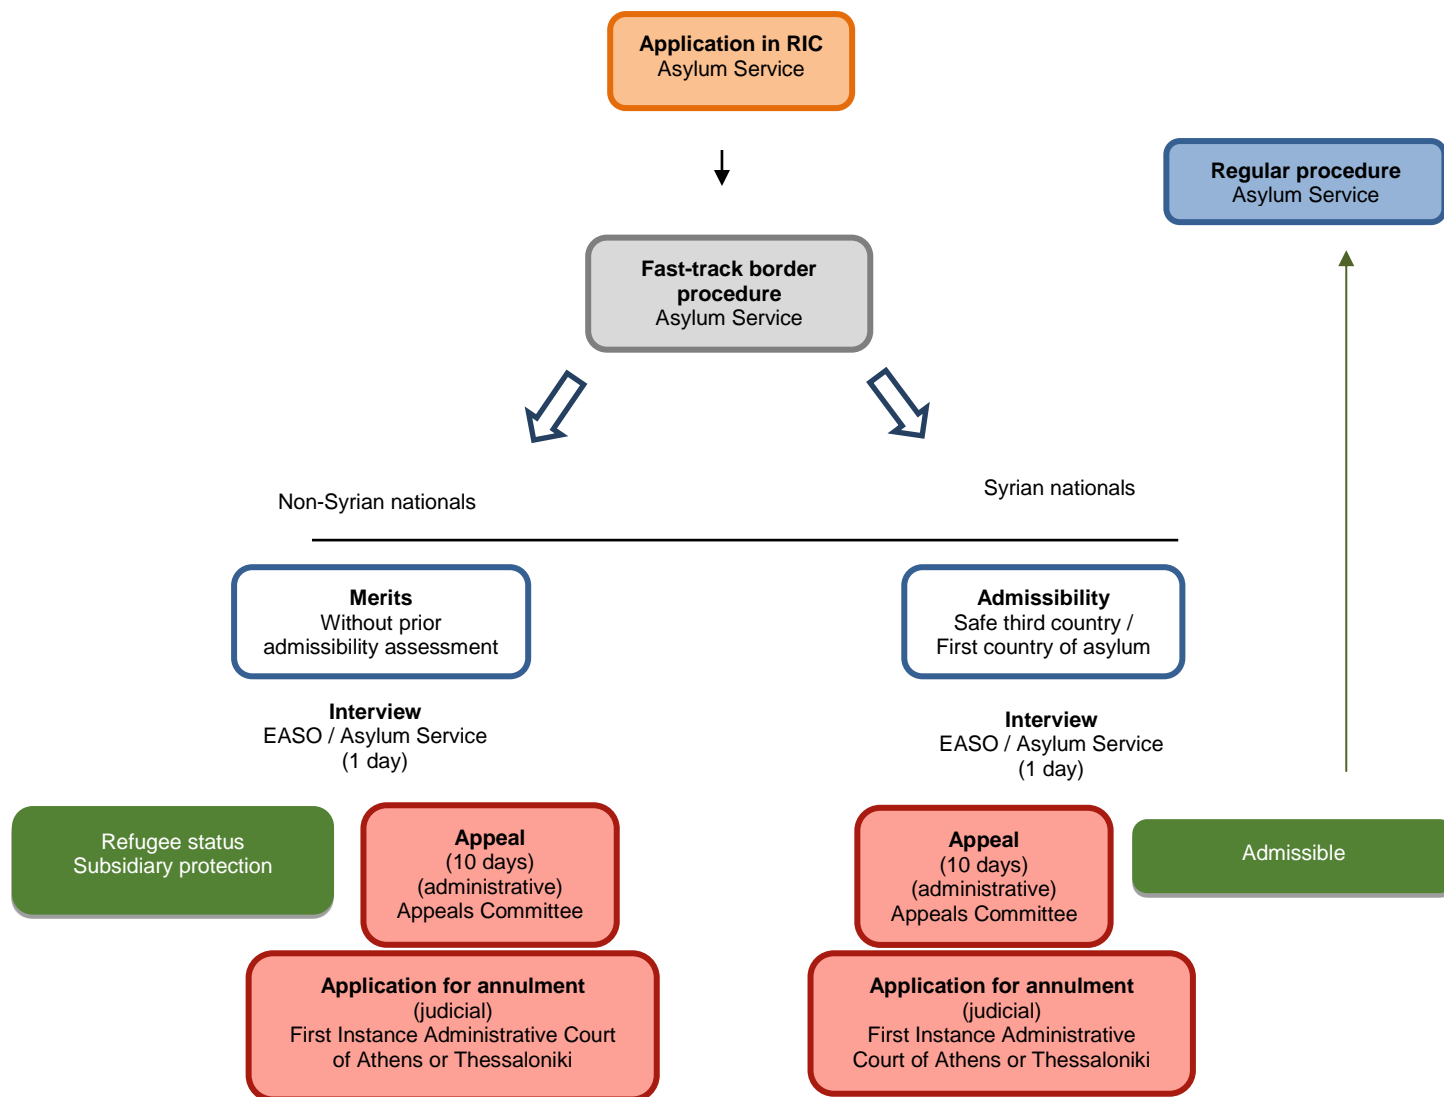 Application in RIC
Asylum Service
Regular procedure
Asylum Service
Fast-track border
procedure
Asylum Service
Non-Syrian nationals
Syrian nationals
Merits
Without prior
admissibility assessment
Admissibility
Safe third country /
First country of asylum
Interview
EASO / Asylum Service
(1 day)
Interview
EASO / Asylum Service
(1 day)
Refugee status
Subsidiary protection
Appeal
(10 days)
(administrative)
Appeals Committee
Appeal
(10 days)
(administrative)
Appeals Committee
Admissible
Application for annulment
(judicial)
First Instance Administrative Court
of Athens or Thessaloniki
Application for annulment
(judicial)
First Instance Administrative
Court of Athens or Thessaloniki